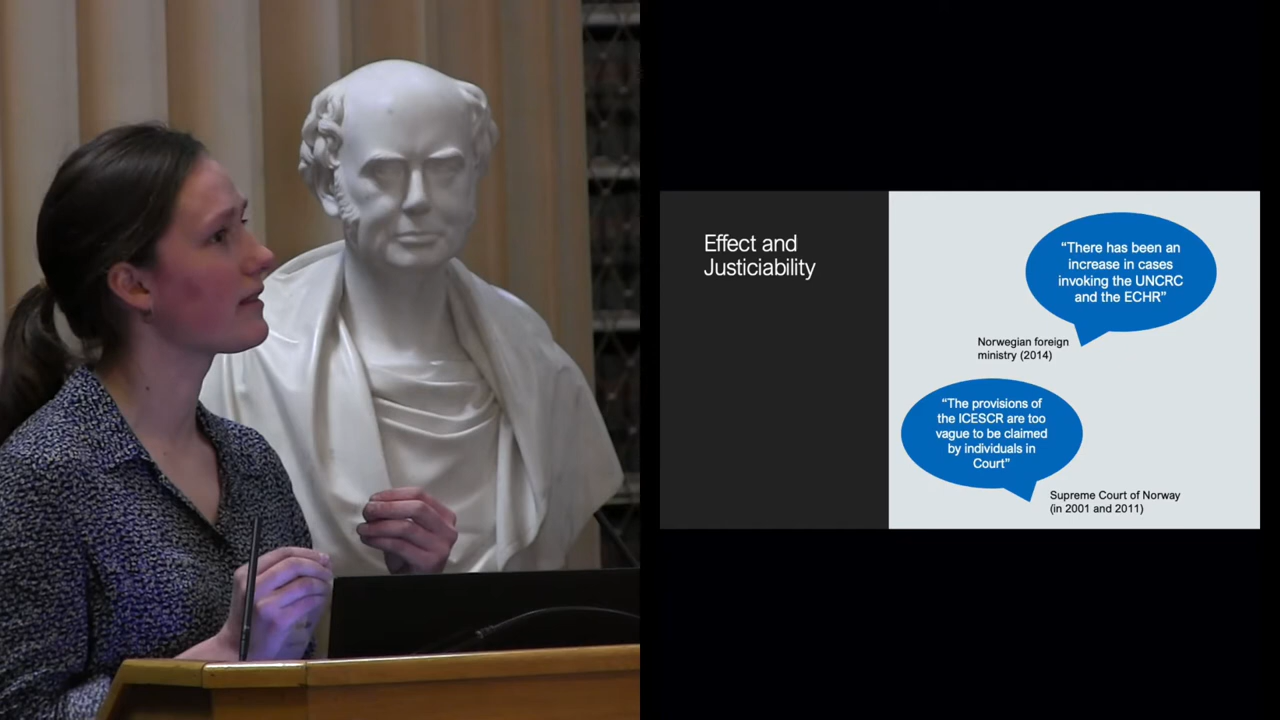 Effect and
Justiciability
“There has been an
increase in cases
invoking the UNCRC
and the ECHR”
Norwegian foreign
ministry (2014)
“The provisions of
the ICESCR are too
vague to be claimed
by individuals in
Court”
Supreme Court of Norway
(in 2001 and 2011)